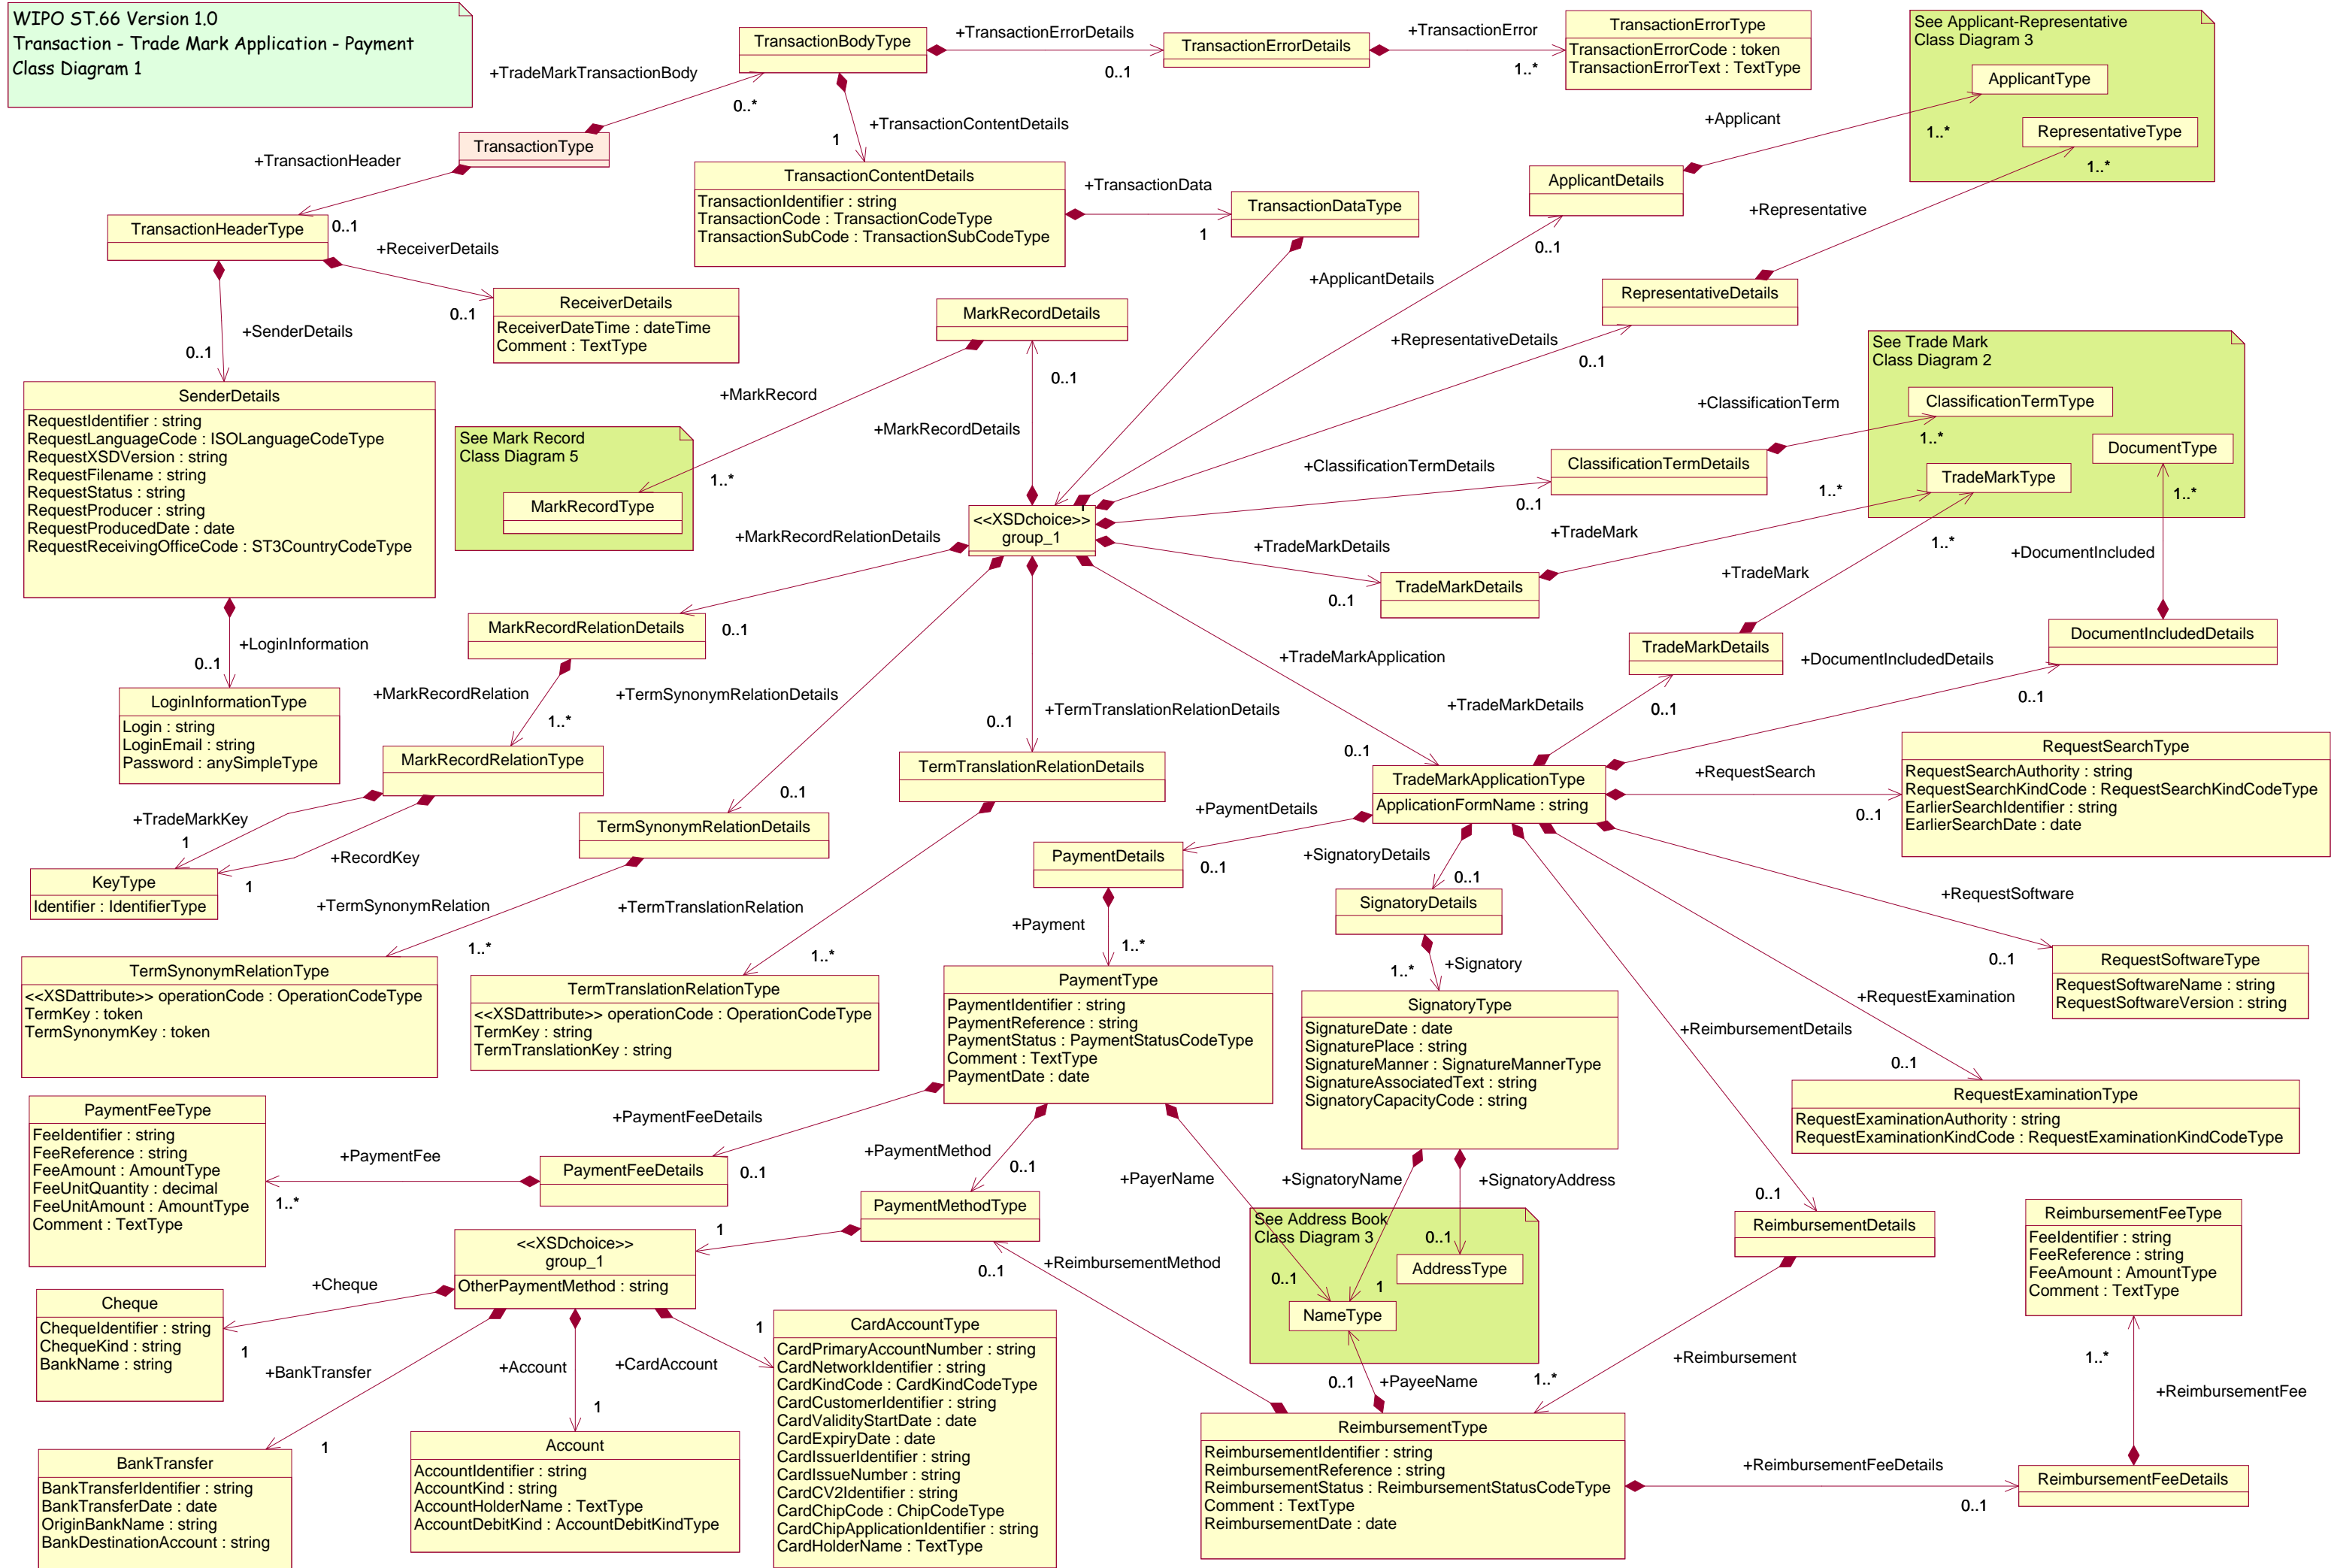 WIPO ST.66 Version 1.0
Transaction - Trade Mark Application - Payment
Class Diagram 1
TransactionBodyType
+TransactionErrorDetails
0..1
TransactionErrorDetails
+TransactionError
1..*
TransactionErrorType
TransactionErrorCode : token
TransactionErrorText : TextType
See Applicant-Representative
Class Diagram 3
ApplicantType
RepresentativeType
+TradeMarkTransactionBody
0..*
TransactionType
+TransactionHeader
0..1
+TransactionContentDetails
1
TransactionContentDetails
TransactionIdentifier : string
TransactionCode : TransactionCodeType
TransactionSubCode : TransactionSubCodeType
+TransactionData
1
TransactionDataType
ApplicantDetails
+Applicant
1..*
0..1
+ApplicantDetails
+Representative
1..*
RepresentativeDetails
+RepresentativeDetails
0..1
TransactionHeaderType
+ReceiverDetails
0..1
ReceiverDetails
ReceiverDateTime : dateTime
Comment : TextType
+SenderDetails
0..1
SenderDetails
RequestIdentifier : string
RequestLanguageCode : ISOLanguageCodeType
RequestXSDVersion : string
RequestFilename : string
RequestStatus : string
RequestProducer : string
RequestProducedDate : date
RequestReceivingOfficeCode : ST3CountryCodeType
MarkRecordDetails
0..1
+MarkRecord
+MarkRecordDetails
1..*
See Mark Record
Class Diagram 5
MarkRecordType
See Trade Mark
Class Diagram 2
ClassificationTermType
DocumentType
TradeMarkType
+ClassificationTerm
1..*
+ClassificationTermDetails
0..1
ClassificationTermDetails
1..*
1..*
1
<<XSDchoice>>
group_1
+MarkRecordRelationDetails
0..1
+TradeMarkDetails
0..1
TradeMarkDetails
+TradeMark
1..*
+TradeMark
+DocumentIncluded
MarkRecordRelationDetails
+LoginInformation
0..1
LoginInformationType
Login : string
LoginEmail : string
Password : anySimpleType
+MarkRecordRelation
1..*
MarkRecordRelationType
+TermSynonymRelationDetails
0..1
+TermTranslationRelationDetails
0..1
+TradeMarkApplication
0..1
TradeMarkDetails
+TradeMarkDetails
0..1
DocumentIncludedDetails
+DocumentIncludedDetails
0..1
TermTranslationRelationDetails
TradeMarkApplicationType
ApplicationFormName : string
+RequestSearch
0..1
RequestSearchType
RequestSearchAuthority : string
RequestSearchKindCode : RequestSearchKindCodeType
EarlierSearchIdentifier : string
EarlierSearchDate : date
+TradeMarkKey
1
+RecordKey
1
KeyType
Identifier : IdentifierType
TermSynonymRelationDetails
+TermSynonymRelation
1..*
+TermTranslationRelation
1..*
+PaymentDetails
0..1
PaymentDetails
+Payment
1..*
+SignatoryDetails
0..1
SignatoryDetails
+Signatory
1..*
+RequestSoftware
0..1
RequestSoftwareType
RequestSoftwareName : string
RequestSoftwareVersion : string
+RequestExamination
0..1
+ReimbursementDetails
0..1
TermSynonymRelationType
<<XSDattribute>> operationCode : OperationCodeType
TermKey : token
TermSynonymKey : token
TermTranslationRelationType
<<XSDattribute>> operationCode : OperationCodeType
TermKey : string
TermTranslationKey : string
PaymentType
PaymentIdentifier : string
PaymentReference : string
PaymentStatus : PaymentStatusCodeType
Comment : TextType
PaymentDate : date
SignatoryType
SignatureDate : date
SignaturePlace : string
SignatureManner : SignatureMannerType
SignatureAssociatedText : string
SignatoryCapacityCode : string
RequestExaminationType
RequestExaminationAuthority : string
RequestExaminationKindCode : RequestExaminationKindCodeType
PaymentFeeType
FeeIdentifier : string
FeeReference : string
FeeAmount : AmountType
FeeUnitQuantity : decimal
FeeUnitAmount : AmountType
Comment : TextType
+PaymentFee
1..*
PaymentFeeDetails
+PaymentFeeDetails
0..1
+PaymentMethod
0..1
PaymentMethodType
+PayerName
0..1
+SignatoryName
1
+SignatoryAddress
0..1
See Address Book
Class Diagram 3
AddressType
NameType
ReimbursementDetails
ReimbursementFeeType
FeeIdentifier : string
FeeReference : string
FeeAmount : AmountType
Comment : TextType
1
<<XSDchoice>>
group_1
OtherPaymentMethod : string
+ReimbursementMethod
0..1
+Cheque
1
Cheque
ChequeIdentifier : string
ChequeKind : string
BankName : string
+BankTransfer
1
+Account
1
+CardAccount
1
CardAccountType
CardPrimaryAccountNumber : string
CardNetworkIdentifier : string
CardKindCode : CardKindCodeType
CardCustomerIdentifier : string
CardValidityStartDate : date
CardExpiryDate : date
CardIssuerIdentifier : string
CardIssueNumber : string
CardCV2Identifier : string
CardChipCode : ChipCodeType
CardChipApplicationIdentifier : string
CardHolderName : TextType
+PayeeName
0..1
+Reimbursement
1..*
+ReimbursementFee
1..*
BankTransfer
BankTransferIdentifier : string
BankTransferDate : date
OriginBankName : string
BankDestinationAccount : string
Account
AccountIdentifier : string
AccountKind : string
AccountHolderName : TextType
AccountDebitKind : AccountDebitKindType
ReimbursementType
ReimbursementIdentifier : string
ReimbursementReference : string
ReimbursementStatus : ReimbursementStatusCodeType
Comment : TextType
ReimbursementDate : date
+ReimbursementFeeDetails
0..1
ReimbursementFeeDetails